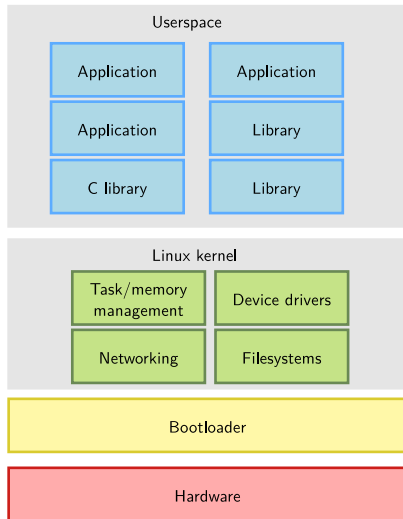 Userspace
Application
Application
Application
Library
C library
Library
Linux kernel
Task/memory
management
Device drivers
Networking
Filesystems
Bootloader
Hardware